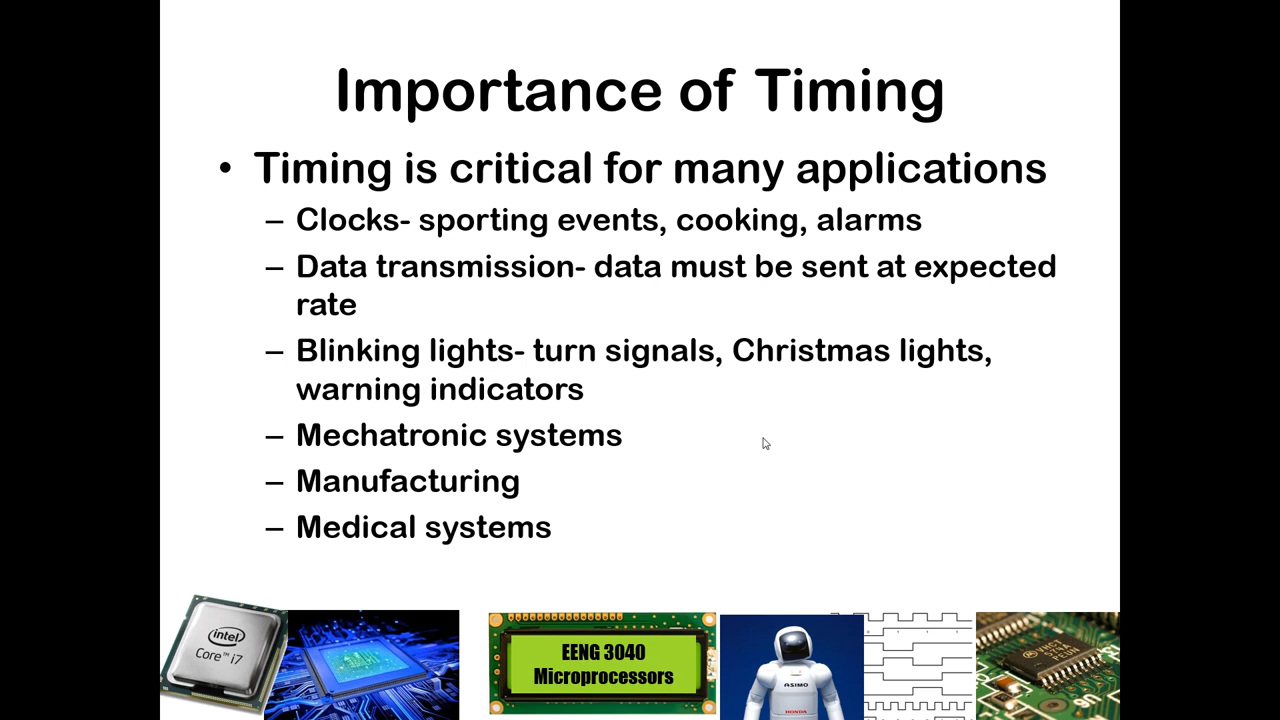 Importance of Timing
• Timing is critical for many applications
– Clocks- sporting events, cooking, alarms
– Data transmission- data must be sent at expected
rate
– Blinking lights- turn signals, Christmas lights,
warning indicators
– Mechatronic systems
– Manufacturing
– Medical systems
intel
Core™ i7
EENG 3040
Microprocessors
ASIMO
HONDA